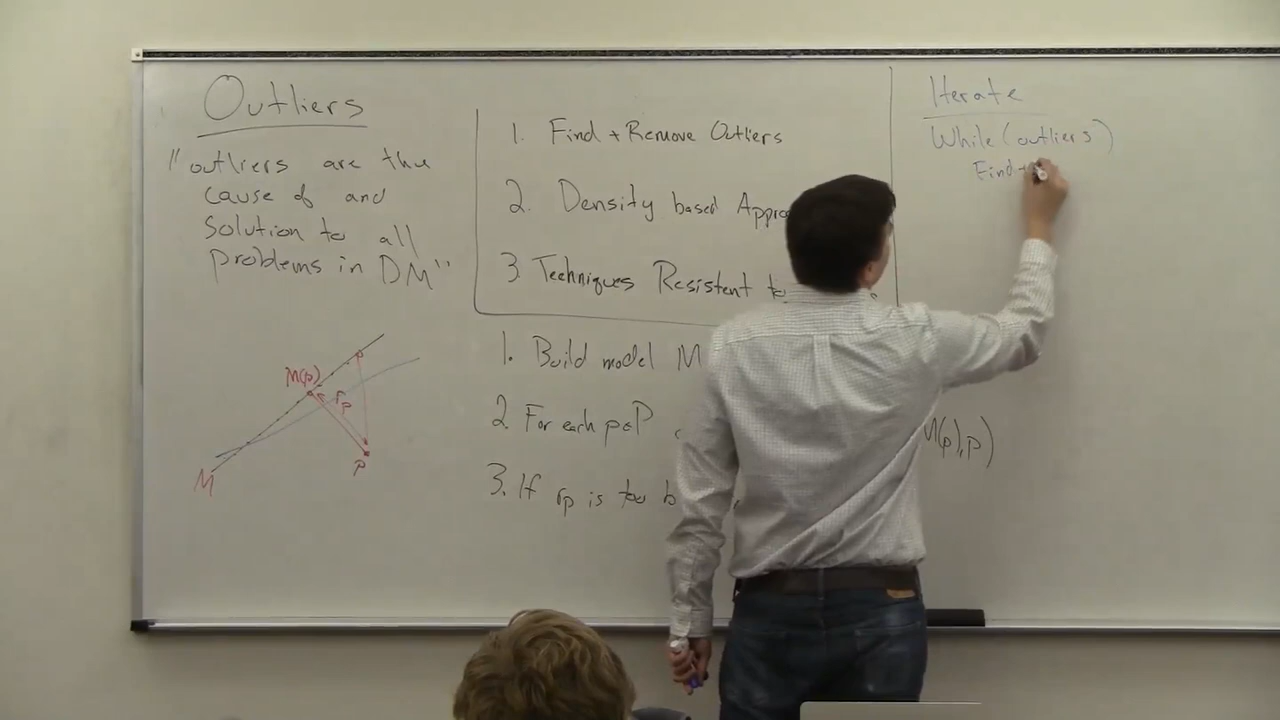 Outliers
"outliers are the
cause of and
solution to all
problems in DM"
1. Find + Remove Outliers
2. Density based Appro
3 Techniques Resistent to
1. Build model M
2 For each p∈P
3. If rp is too b
M(p), p)
M(p)
rp
p
M
Iterate
While (outliers)
Find +